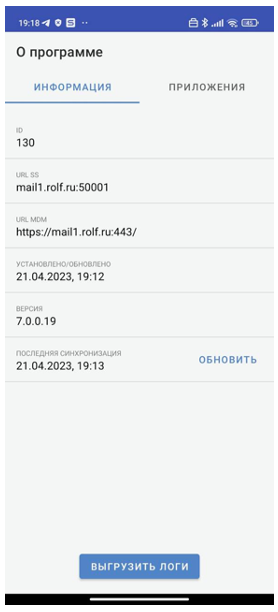 19:18
О программе
ИНФОРМАЦИЯ
ПРИЛОЖЕНИЯ
ID
130
URL SS
mail1.rolf.ru:50001
URL MDM
https://mail1.rolf.ru:443/
УСТАНОВЛЕНО/ОБНОВЛЕНО
21.04.2023, 19:12
ВЕРСИЯ
7.0.0.19
ПОСЛЕДНЯЯ СИНХРОНИЗАЦИЯ
21.04.2023, 19:13
ОБНОВИТЬ
ВЫГРУЗИТЬ ЛОГИ